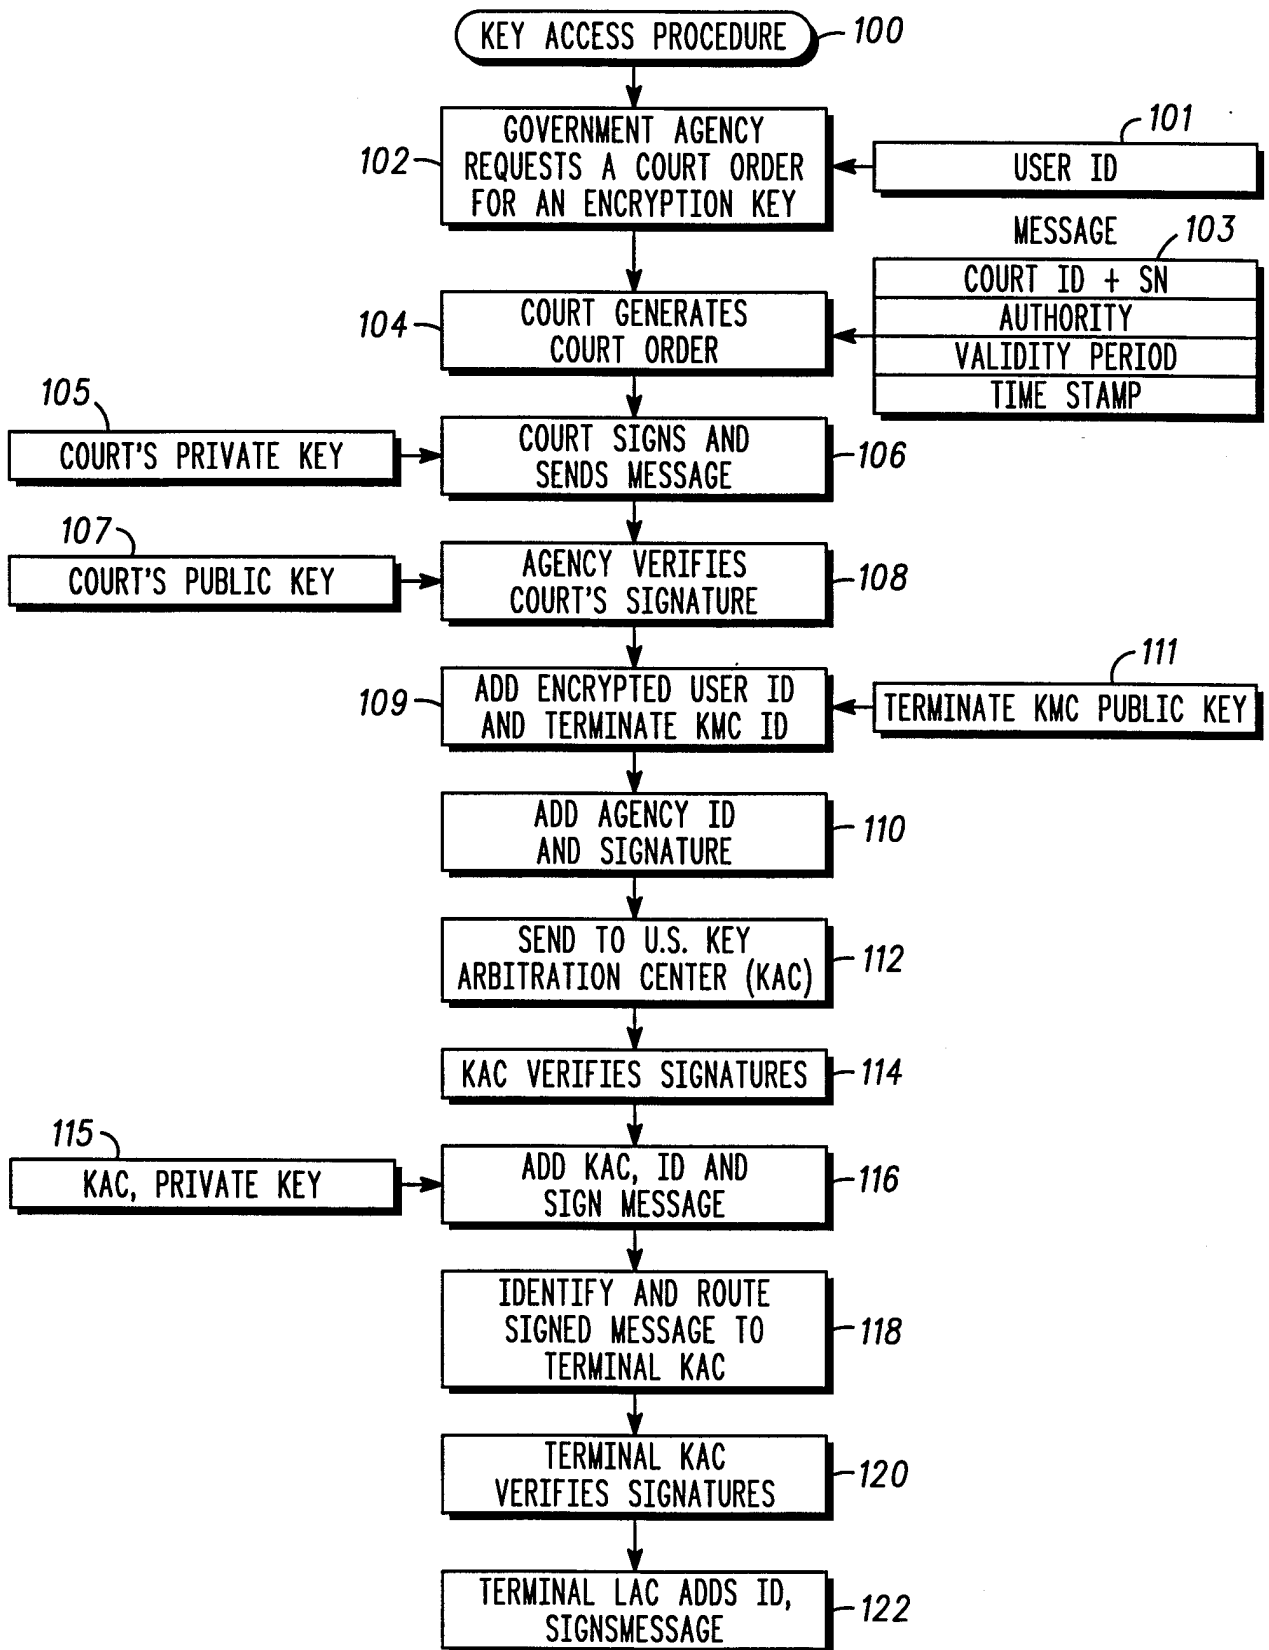 KEY ACCESS PROCEDURE
100
GOVERNMENT AGENCY
REQUESTS A COURT ORDER
FOR AN ENCRYPTION KEY
102
101
USER ID
MESSAGE
103
COURT ID + SN
AUTHORITY
VALIDITY PERIOD
TIME STAMP
COURT GENERATES
COURT ORDER
104
105
COURT'S PRIVATE KEY
COURT SIGNS AND
SENDS MESSAGE
106
107
COURT'S PUBLIC KEY
AGENCY VERIFIES
COURT'S SIGNATURE
108
ADD ENCRYPTED USER ID
AND TERMINATE KMC ID
109
111
TERMINATE KMC PUBLIC KEY
ADD AGENCY ID
AND SIGNATURE
110
SEND TO U.S. KEY
ARBITRATION CENTER (KAC)
112
KAC VERIFIES SIGNATURES
114
115
KAC, PRIVATE KEY
ADD KAC, ID AND
SIGN MESSAGE
116
IDENTIFY AND ROUTE
SIGNED MESSAGE TO
TERMINAL KAC
118
TERMINAL KAC
VERIFIES SIGNATURES
120
TERMINAL LAC ADDS ID,
SIGNSMESSAGE
122